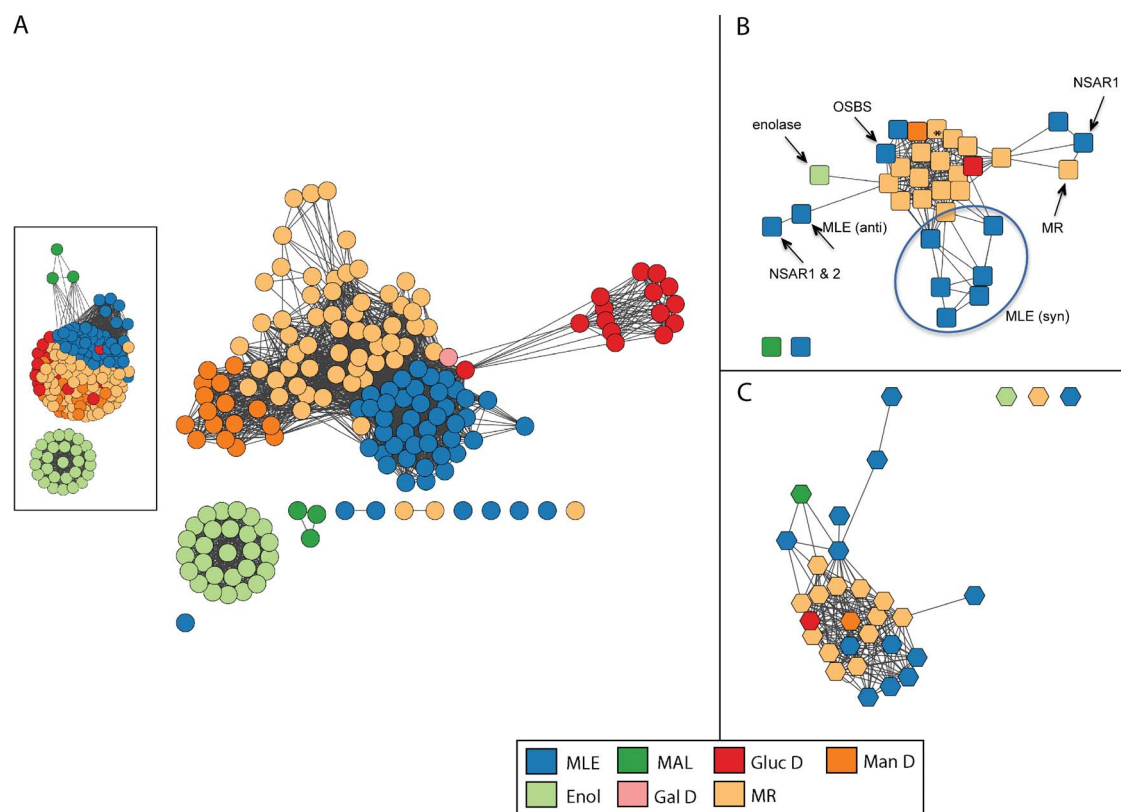 A
B
NSAR1
OSBS
enolase
*
MR
MLE (anti)
NSAR1 & 2
MLE (syn)
C
MLE
MAL
Gluc D
Man D
Enol
Gal D
MR